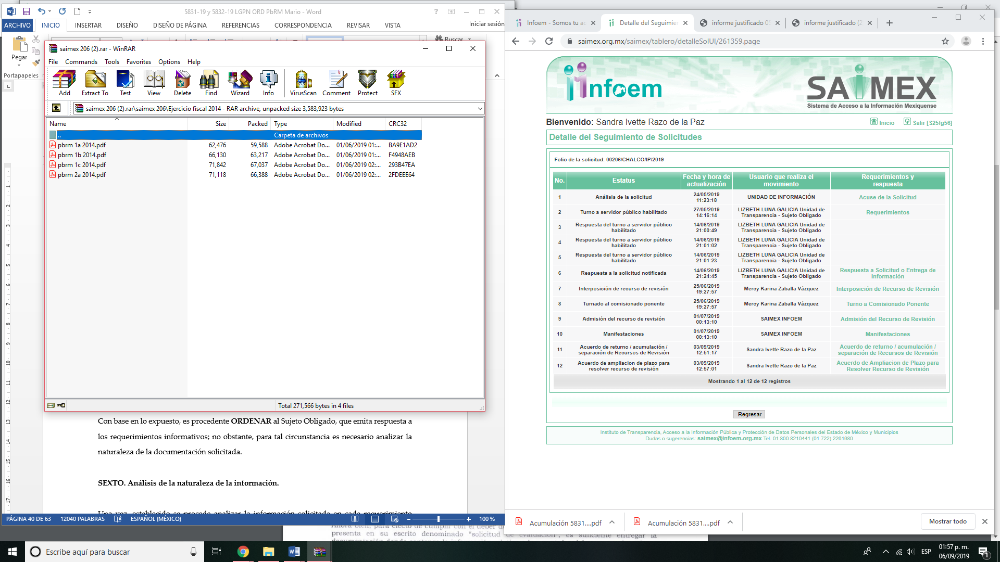 5831-19 y 5832-19 LGPN ORD PbRM Mario - Word
ARCHIVO INICIO INSERTAR DISEÑO DISEÑO DE PÁGINA REFERENCIAS CORRESPONDENCIA REVISAR VISTA Iniciar sesión
Pegar
Portapapeles
Buscar
saimex 206 (2).rar - WinRAR
File Commands Tools Favorites Options Help
Add Extract To Test View Delete Find Wizard Info VirusScan Comment Protect SFX
saimex 206 (2).rar\saimex 206\Ejercicio fiscal 2014 - RAR archive, unpacked size 3,583,923 bytes
Name Size Packed Type Modified CRC32
.. Carpeta de archivos
pbrm 1a 2014.pdf 62,476 59,588 Adobe Acrobat Do... 01/06/2019 01:... BA9E1AD2
pbrm 1b 2014.pdf 66,130 63,217 Adobe Acrobat Do... 01/06/2019 01:... F4948AEB
pbrm 1c 2014.pdf 71,842 67,037 Adobe Acrobat Do... 01/06/2019 02:... 293B47EA
pbrm 2a 2014.pdf 71,118 66,388 Adobe Acrobat Do... 01/06/2019 02:... 2FDEEE64
Total 271,566 bytes in 4 files
Con base en lo expuesto, es procedente ORDENAR al Sujeto Obligado, que emita respuesta a
los requerimientos informativos; no obstante, para tal circunstancia es necesario analizar la
naturaleza de la documentación solicitada.
SEXTO. Análisis de la naturaleza de la información.
Una vez establecido se procede analizar la información solicitada en cada requerimiento
PÁGINA 40 DE 63 12040 PALABRAS ESPAÑOL (MÉXICO) 100 %
Ahora bien, para efecto de cumplir con el deber de
presenta en su escrito denominado "solicitud de evaluación", es suficiente entregar la
Infoem - Somos tu ac
Detalle del Seguimie
informe justificado 05
informe justificado (2
saimex.org.mx/saimex/tablero/detalleSolUI/261359.page
infoem
SAIMEX
Sistema de Acceso a la Información Mexiquense
Bienvenido: Sandra Ivette Razo de la Paz
Inicio Salir [S25fg56]
Detalle del Seguimiento de Solicitudes
Folio de la solicitud: 00206/CHALCO/IP/2019
No. Estatus Fecha y hora de actualización Usuario que realiza el movimiento Requerimientos y respuesta
1 Análisis de la solicitud 24/05/2019 11:23:18 UNIDAD DE INFORMACIÓN Acuse de la Solicitud
2 Turno a servidor público habilitado 27/05/2019 14:16:14 LIZBETH LUNA GALICIA Unidad de Transparencia - Sujeto Obligado Requerimientos
3 Respuesta del turno a servidor público habilitado 14/06/2019 21:00:49 LIZBETH LUNA GALICIA Unidad de Transparencia - Sujeto Obligado
4 Respuesta del turno a servidor público habilitado 14/06/2019 21:01:02 LIZBETH LUNA GALICIA Unidad de Transparencia - Sujeto Obligado
5 Respuesta del turno a servidor público habilitado 14/06/2019 21:01:23 LIZBETH LUNA GALICIA Unidad de Transparencia - Sujeto Obligado
6 Respuesta a la solicitud notificada 14/06/2019 21:24:45 LIZBETH LUNA GALICIA Unidad de Transparencia - Sujeto Obligado Respuesta a Solicitud o Entrega de Información
7 Interposición de recurso de revisión 25/06/2019 19:27:57 Mercy Karina Zaballa Vázquez Interposición de Recurso de Revisión
8 Turnado al comisionado ponente 25/06/2019 19:27:57 Mercy Karina Zaballa Vázquez Turno a Comisionado Ponente
9 Admisión del recurso de revisión 01/07/2019 00:13:10 SAIMEX INFOEM Admisión del Recurso de Revisión
10 Manifestaciones 01/07/2019 00:13:10 SAIMEX INFOEM Manifestaciones
11 Acuerdo de returno / acumulación / separación de Recursos de Revisión 03/09/2019 12:51:17 Sandra Ivette Razo de la Paz Acuerdo de returno / acumulación / separación de Recursos de Revisión
12 Acuerdo de ampliacion de plazo para resolver recurso de revisión 03/09/2019 12:57:01 Sandra Ivette Razo de la Paz Acuerdo de Ampliacion de Plazo para Resolver Recurso de Revisión
Mostrando 1 al 12 de 12 registros
Regresar
Instituto de Transparencia, Acceso a la Información Pública y Protección de Datos Personales del Estado de México y Municipios
Dudas o sugerencias: saimex@infoem.org.mx Tel. 01 800 8210441 (01 722) 2261980
Acumulación 5831....pdf
Acumulación 5831....pdf
Mostrar todo
Escribe aquí para buscar
ESP
01:57 p. m.
06/09/2019
1